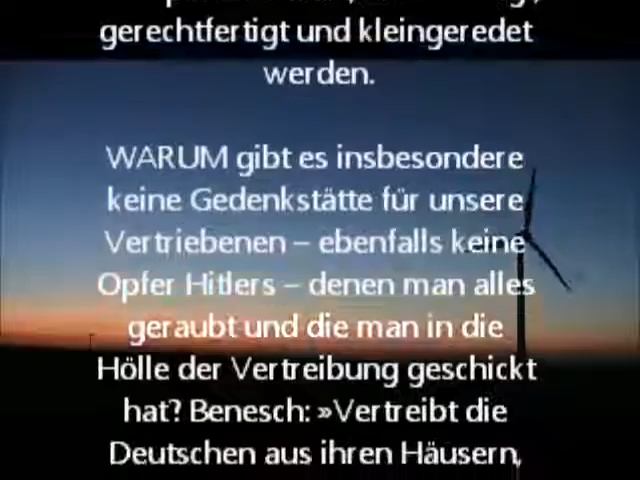 gerechtfertigt und kleingeredet
werden.
WARUM gibt es insbesondere
keine Gedenkstätte für unsere
Vertriebenen – ebenfalls keine
Opfer Hitlers – denen man alles
geraubt und die man in die
Hölle der Vertreibung geschickt
hat? Benesch: »Vertreibt die
Deutschen aus ihren Häusern,